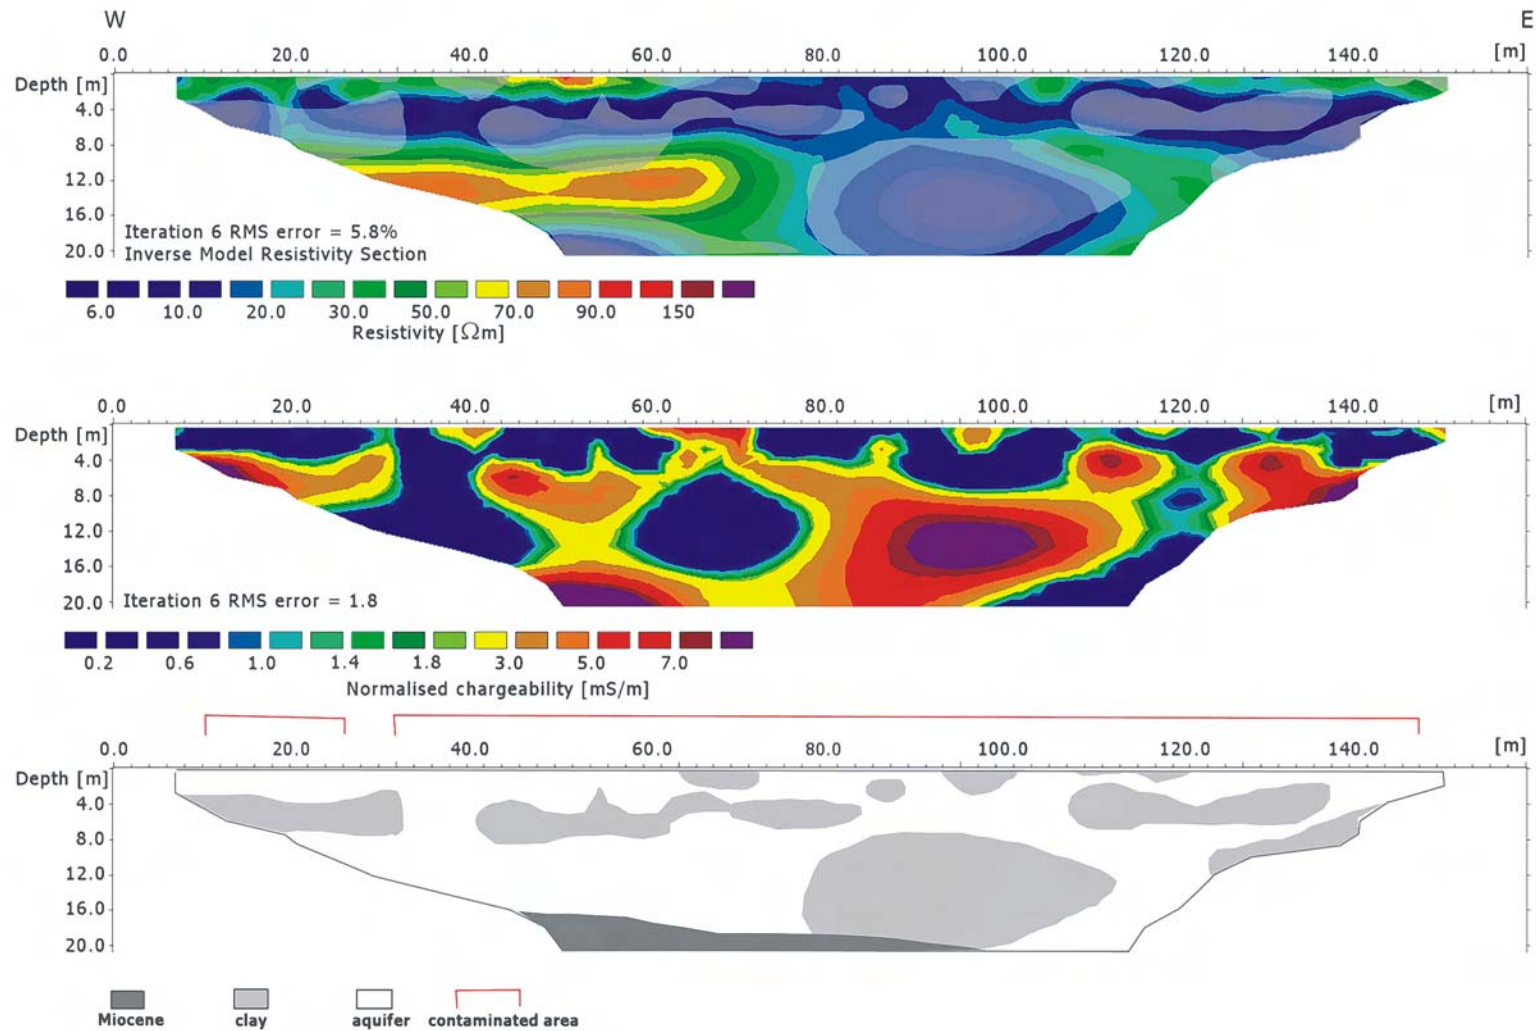 W E
0.0 20.0 40.0 60.0 80.0 100.0 120.0 140.0 [m]
Depth [m]
4.0
8.0
12.0
16.0
20.0
Iteration 6 RMS error = 5.8%
Inverse Model Resistivity Section
6.0 10.0 20.0 30.0 50.0 70.0 90.0 150
Resistivity [Ωm]
0.0 20.0 40.0 60.0 80.0 100.0 120.0 140.0 [m]
Depth [m]
4.0
8.0
12.0
16.0
20.0 Iteration 6 RMS error = 1.8
0.2 0.6 1.0 1.4 1.8 3.0 5.0 7.0
Normalised chargeability [mS/m]
0.0 20.0 40.0 60.0 80.0 100.0 120.0 140.0 [m]
Depth [m]
4.0
8.0
12.0
16.0
20.0
Miocene clay aquifer contaminated area